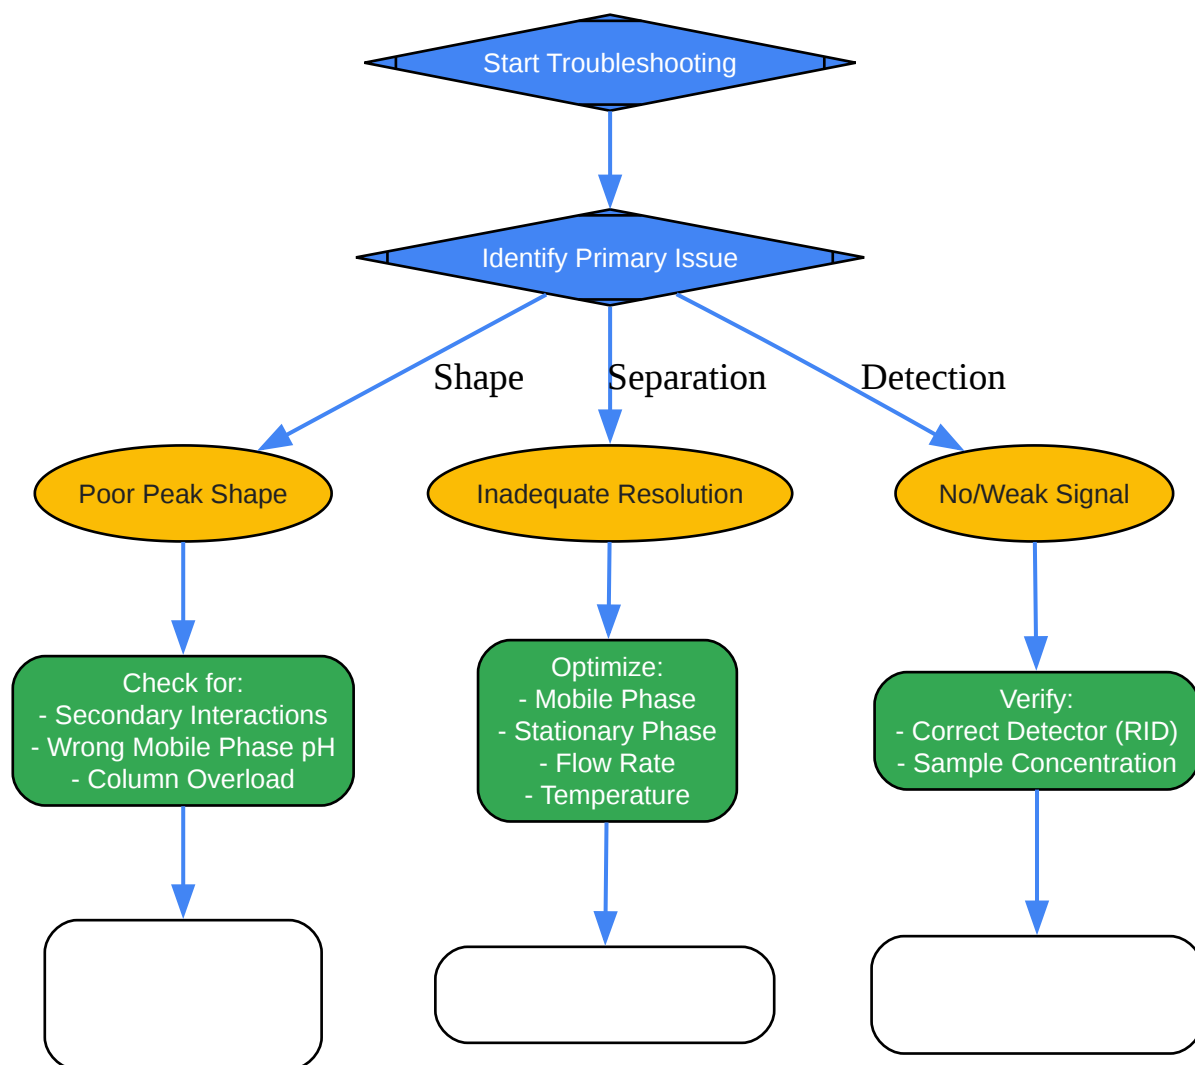 Start Troubleshooting
Identify Primary Issue
Shape
Separation
Detection
Poor Peak Shape
Inadequate Resolution
No/Weak Signal
Check for:
- Secondary Interactions
- Wrong Mobile Phase pH
- Column Overload
Optimize:
- Mobile Phase
- Stationary Phase
- Flow Rate
- Temperature
Verify:
- Correct Detector (RID)
- Sample Concentration